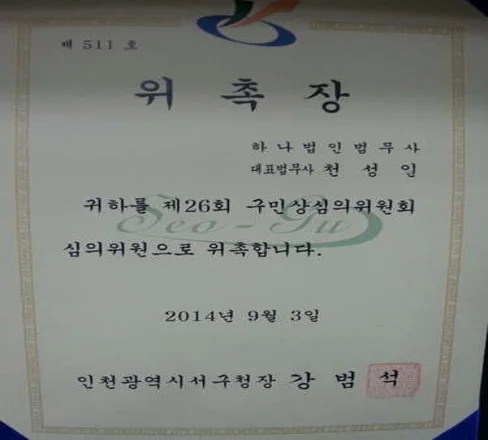 제 511 호
위 촉 장
하나법인법무사
대표법무사 천 성 인
귀하를 제26회 구민상심의위원회
Seo-Gu
심의위원으로 위촉합니다.
2014년 9월 3일
인천광역시서구청장 강 범 석